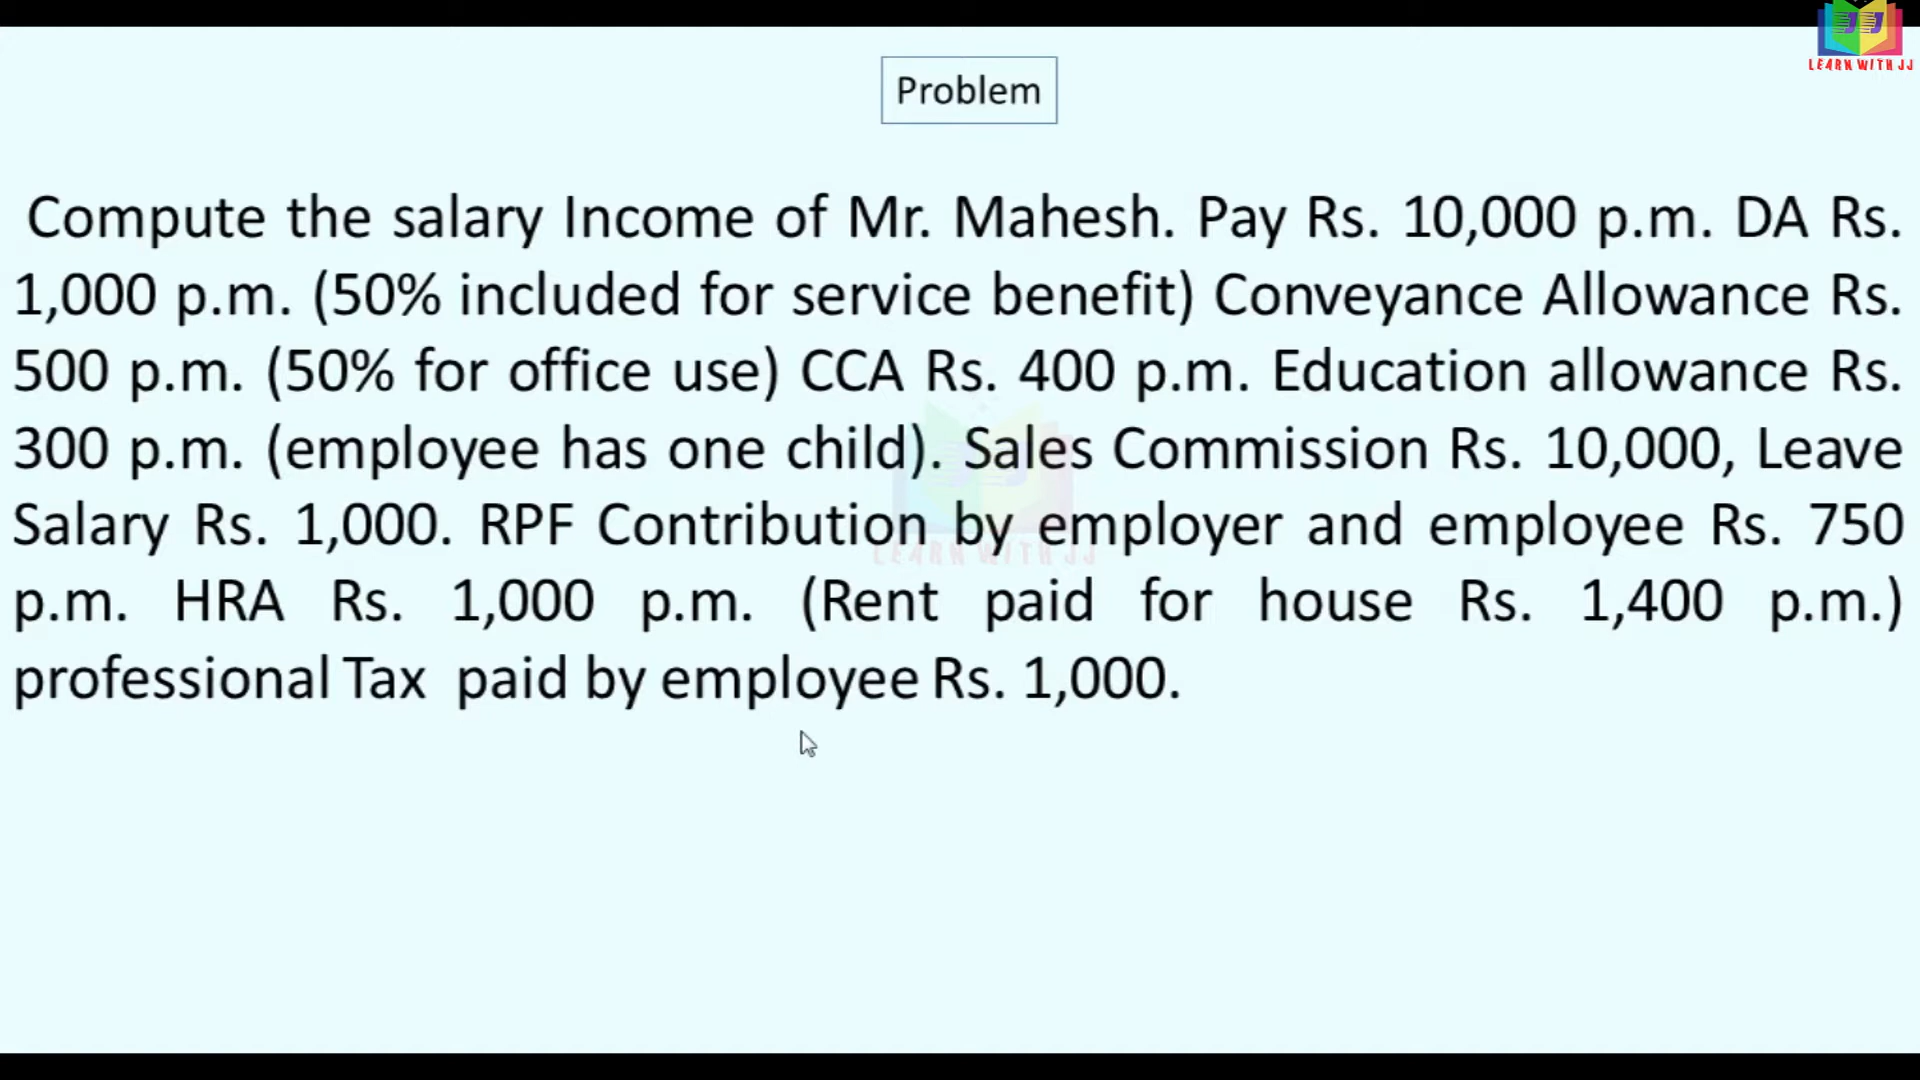 LEARN WITH JJ
Problem
Compute the salary Income of Mr. Mahesh. Pay Rs. 10,000 p.m. DA Rs.
1,000 p.m. (50% included for service benefit) Conveyance Allowance Rs.
500 p.m. (50% for office use) CCA Rs. 400 p.m. Education allowance Rs.
300 p.m. (employee has one child). Sales Commission Rs. 10,000, Leave
Salary Rs. 1,000. RPF Contribution by employer and employee Rs. 750
p.m. HRA Rs. 1,000 p.m. (Rent paid for house Rs. 1,400 p.m.)
professional Tax paid by employee Rs. 1,000.
LEARN WITH JJ